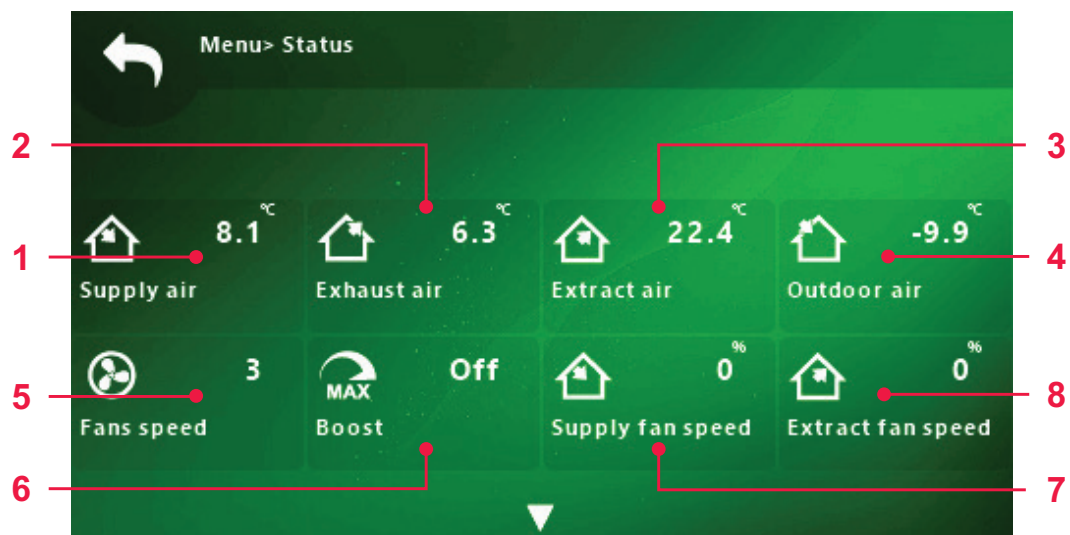 Menu> Status
2
3
℃
8.1
℃
6.3
℃
22.4
℃
-9.9
1
4
Supply air
Exhaust air
Extract air
Outdoor air
3
MAX
Off
%
0
%
0
5
8
Fans speed
Boost
Supply fan speed
Extract fan speed
6
7